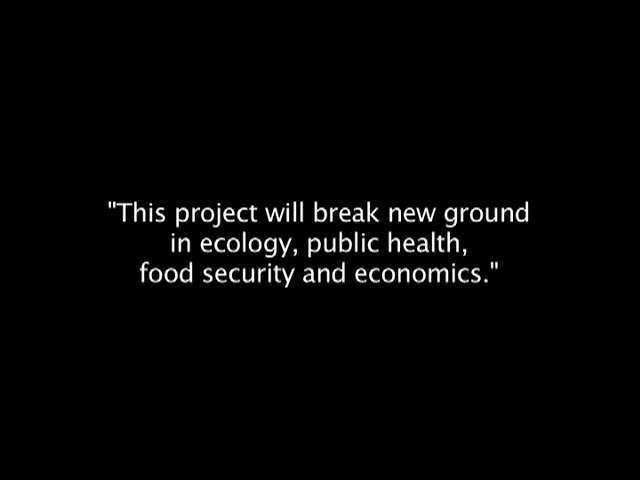 "This project will break new ground
in ecology, public health,
food security and economics."